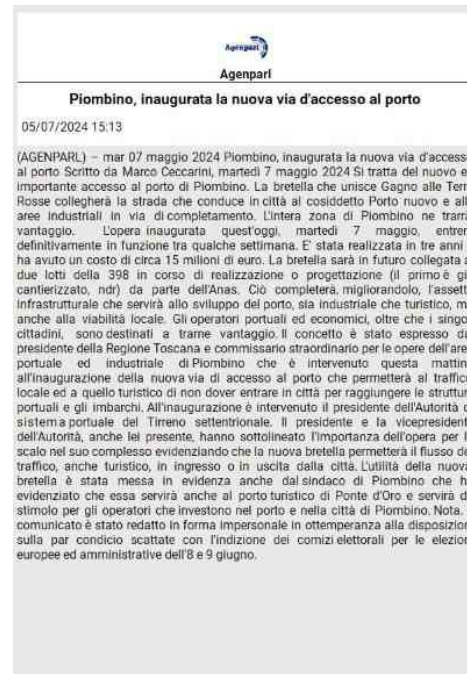 Agenparl
Agenparl
Piombino, inaugurata la nuova via d'accesso al porto
05/07/2024 15:13
(AGENPARL) – mar 07 maggio 2024 Piombino, inaugurata la nuova via d'access
al porto Scritto da Marco Ceccarini, martedì 7 maggio 2024 Si tratta del nuovo e
importante accesso al porto di Piombino. La bretella che unisce Gagno alle Terr
Rosse collegherà la strada che conduce in città al cosiddetto Porto nuovo e all
aree industriali in via di completamento. L'intera zona di Piombino ne trarr
vantaggio. L'opera inaugurata quest'oggi, martedì 7 maggio, entrer
definitivamente in funzione tra qualche settimana. E' stata realizzata in tre anni
ha avuto un costo di circa 15 milioni di euro. La bretella sarà in futuro collegata a
due lotti della 398 in corso di realizzazione o progettazione (il primo è gi
cantierizzato, ndr) da parte dell'Anas. Ciò completerà, migliorandolo, l'assett
infrastrutturale che servirà allo sviluppo del porto, sia industriale che turistico, m
anche alla viabilità locale. Gli operatori portuali ed economici, oltre che i singol
cittadini, sono destinati a trarne vantaggio. Il concetto è stato espresso da
presidente della Regione Toscana e commissario straordinario per le opere dell'are
portuale ed industriale di Piombino che è intervenuto questa mattin
all'inaugurazione della nuova via di accesso al porto che permetterà al traffic
locale ed a quello turistico di non dover entrare in città per raggiungere le struttur
portuali e gli imbarchi. All'inaugurazione è intervenuto il presidente dell'Autorità d
sistema portuale del Tirreno settentrionale. Il presidente e la vicepresident
dell'Autorità, anche lei presente, hanno sottolineato l'importanza dell'opera per l
scalo nel suo complesso evidenziando che la nuova bretella permetterà il flusso de
traffico, anche turistico, in ingresso o in uscita dalla città. L'utilità della nuova
bretella è stata messa in evidenza anche dal sindaco di Piombino che h
evidenziato che essa servirà anche al porto turistico di Ponte d'Oro e servirà d
stimolo per gli operatori che investono nel porto e nella città di Piombino. Nota.
comunicato è stato redatto in forma impersonale in ottemperanza alla disposizion
sulla par condicio scattate con l'indizione dei comizi elettorali per le elezion
europee ed amministrative dell'8 e 9 giugno.